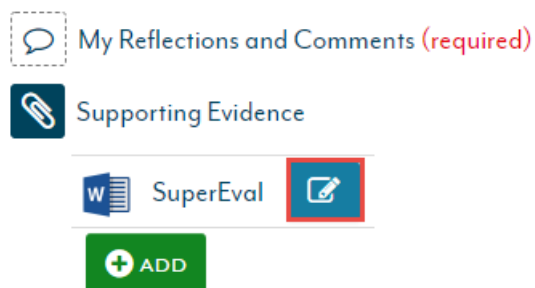 My Reflections and Comments (required)
Supporting Evidence
W SuperEval
ADD